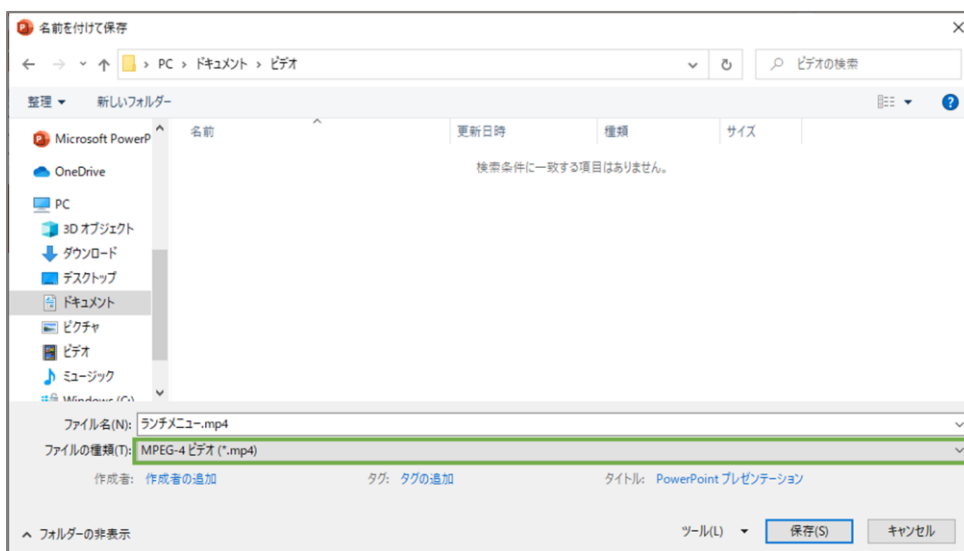 名前を付けて保存
PC › ドキュメント › ビデオ
ビデオの検索
整理
新しいフォルダー
Microsoft PowerP
OneDrive
PC
3D オブジェクト
ダウンロード
デスクトップ
ドキュメント
ピクチャ
ビデオ
ミュージック
Windows (C:)
名前
更新日時
種類
サイズ
検索条件に一致する項目はありません。
ファイル名(N): ランチメニュー.mp4
ファイルの種類(T): MPEG-4 ビデオ (*.mp4)
作成者: 作成者の追加
タグ: タグの追加
タイトル: PowerPoint プレゼンテーション
フォルダーの非表示
ツール(L)
保存(S)
キャンセル